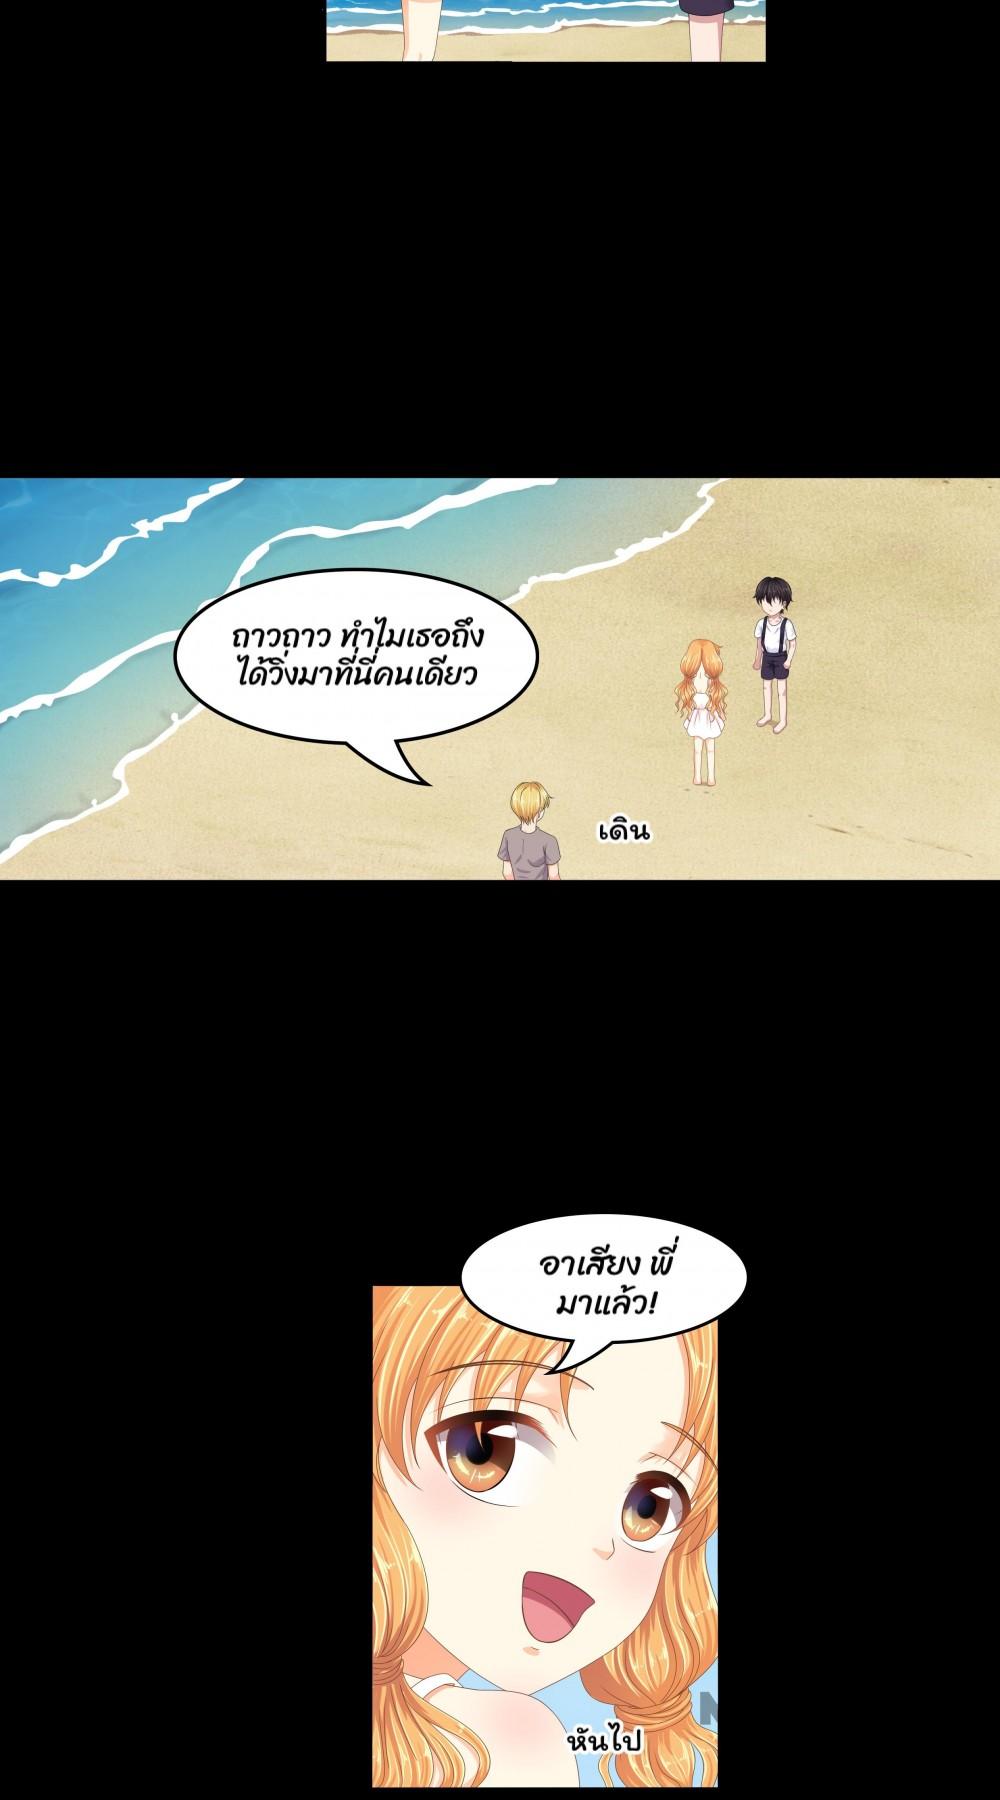 ถาวถาว ทำไมเธอถึง
ได้วิ่งมาที่นี่คนเดียว
เดิน
อาเสียง พี่
มาแล้ว!
หันไป